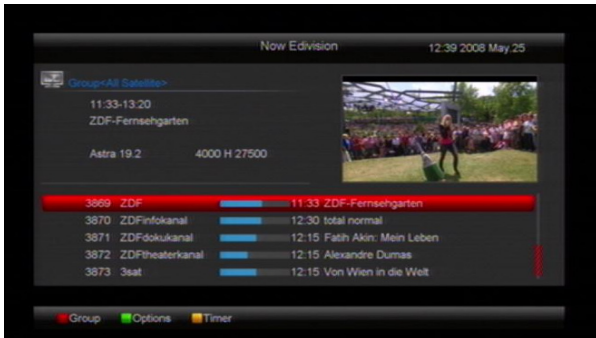 Now Edivision
12:39 2008 May.25
Group<All Satellite>
11:33-13:20
ZDF-Fernsehgarten
Astra 19.2 4000 H 27500
3869 ZDF 11:33 ZDF-Fernsehgarten
3870 ZDFinfokanal 12:30 total normal
3871 ZDFdokukanal 12:15 Fatih Akin: Mein Leben
3872 ZDFtheaterkanal 12:15 Alexandre Dumas
3873 3sat 12:15 Von Wien in die Welt
Group Options Timer